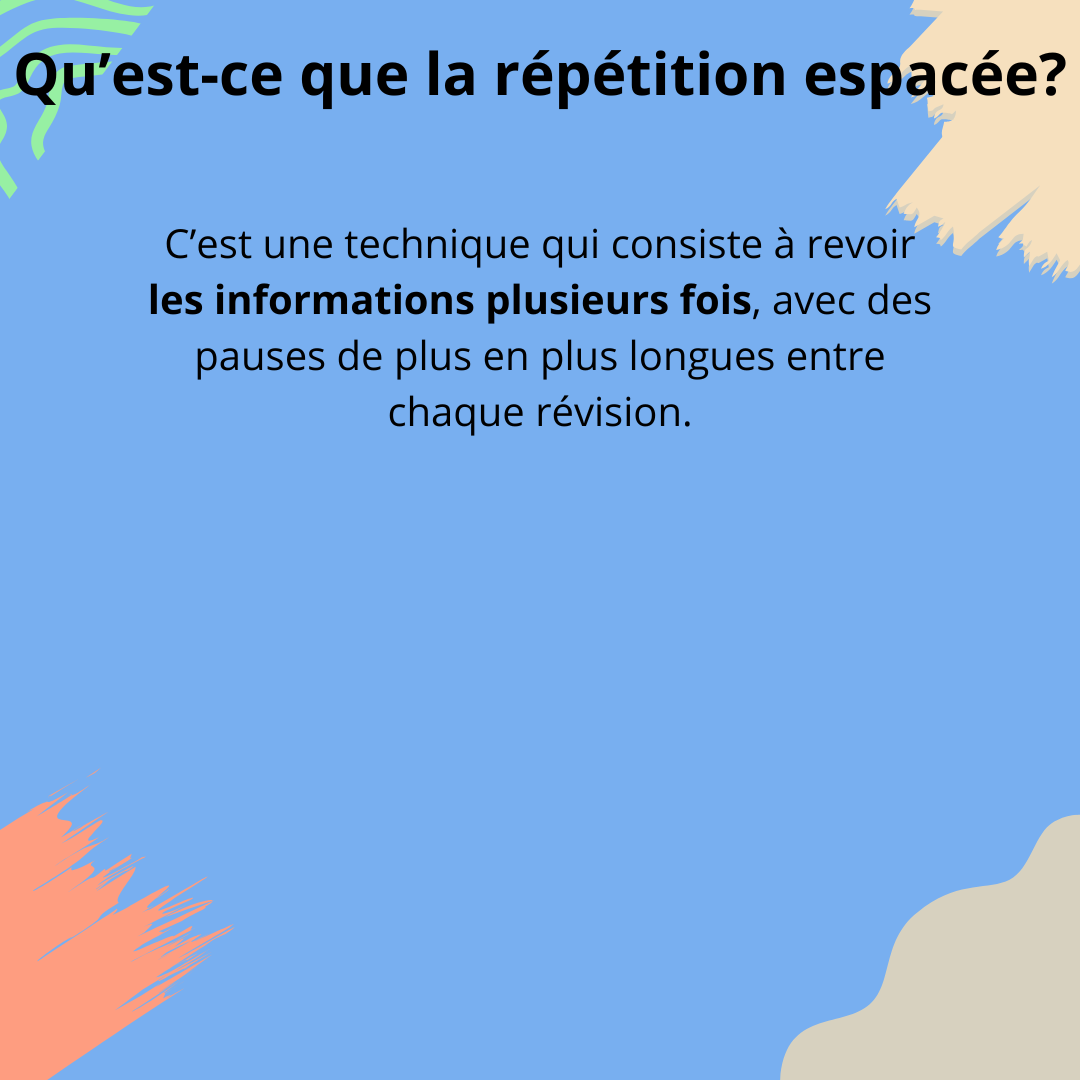 Qu’est-ce que la répétition espacée?
C’est une technique qui consiste à revoir
les informations plusieurs fois, avec des
pauses de plus en plus longues entre
chaque révision.